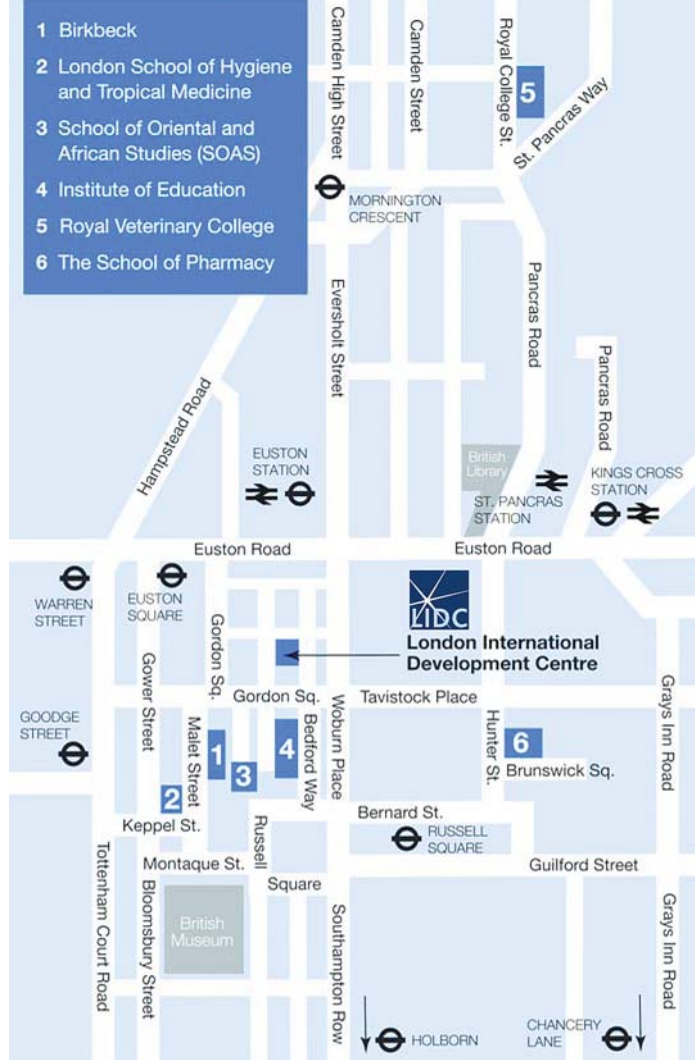 1 Birkbeck
2 London School of Hygiene
and Tropical Medicine
3 School of Oriental and
African Studies (SOAS)
4 Institute of Education
5 Royal Veterinary College
6 The School of Pharmacy
Camden High Street
Camden Street
Royal College St.
5
St. Pancras Way
MORNINGTON
CRESCENT
Eversholt Street
Pancras Road
Pancras Road
Hampstead Road
EUSTON
STATION
British
Library
ST. PANCRAS
STATION
KINGS CROSS
STATION
Euston Road
Euston Road
WARREN
STREET
EUSTON
SQUARE
LIDC
London International
Development Centre
Gordon Sq.
Gordon Sq.
Tavistock Place
Gower Street
GOODGE
STREET
Malet Street
1
2
3
4
Bedford Way
Woburn Place
Hunter St.
6
Brunswick Sq.
Grays Inn Road
Keppel St.
Bernard St.
RUSSELL
SQUARE
Russell
Square
Montaque St.
Guilford Street
Tottenham Court Road
Bloomsbury Street
British
Museum
Southampton Row
Grays Inn Road
HOLBORN
CHANCERY
LANE